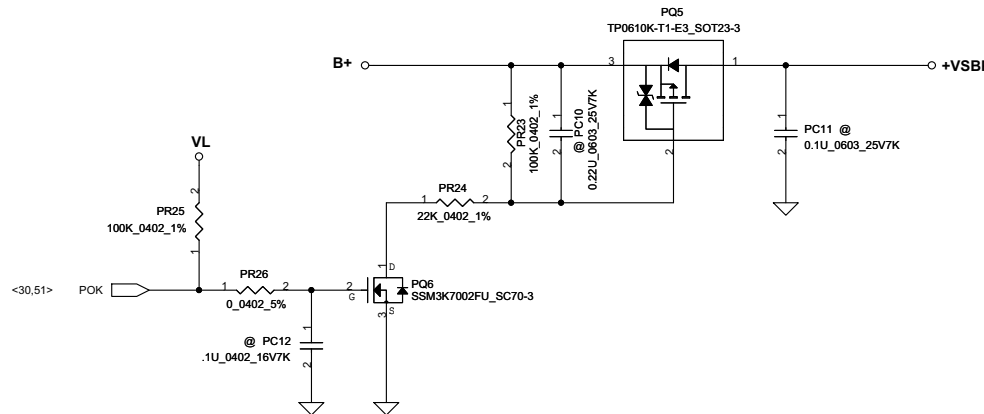 PQ5
TP0610K-T1-E3_SOT23-3
B+
3
1
+VSBP
1
PR23
2
100K_0402_1%
1
@ PC10
2
0.22U_0603_25V7K
2
1
PC11 @
2
0.1U_0603_25V7K
VL
2
PR25
100K_0402_1%
1
PR24
1
2
22K_0402_1%
<30,51>
POK
PR26
1
2
0_0402_5%
1
D
2
G
PQ6
SSM3K7002FU_SC70-3
S
3
@ PC12
1
.1U_0402_16V7K
2